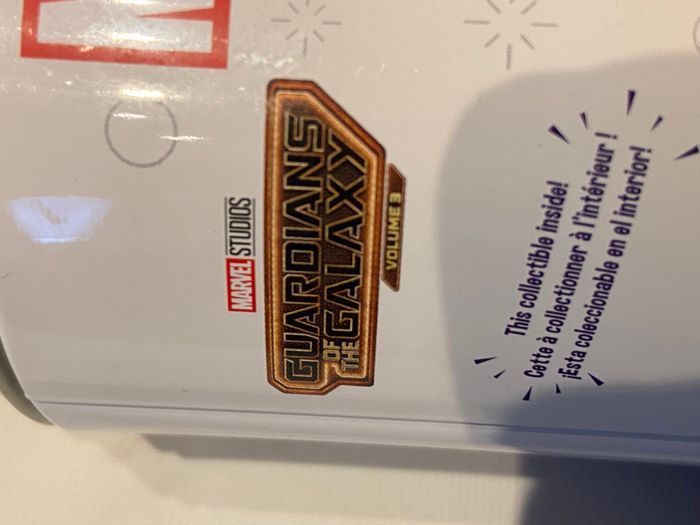 MARVEL STUDIOS
GUARDIANS
OF THE GALAXY
VOLUME 3
This collectible inside!
Cette à collectionner à l'intérieur !
¡Esta coleccionable en el interior!